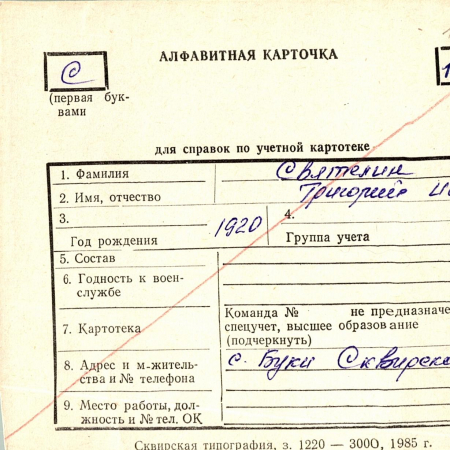 АЛФАВИТНАЯ КАРТОЧКА
С
(первая бук-
вами
для справок по учетной картотеке
1. Фамилия Святелин
2. Имя, отчество Григорий
3. 1920 4.
Год рождения Группа учета
5. Состав
6. Годность к воен-
службе
Команда № не предназначе
7. Картотека спецучет, высшее образование
(подчеркнуть)
8. Адрес и м-житель- с. Буки Сквирско
ства и № телефона
9. Место работы, дол-
жность и № тел. ОК
Сквирская типография, з. 1220 — 3000, 1985 г.